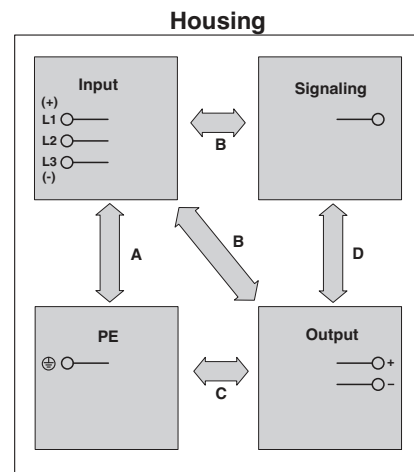 Housing
Input
(+)
L1
L2
L3
(-)
Signaling
B
A
B
D
PE
C
Output
+
–